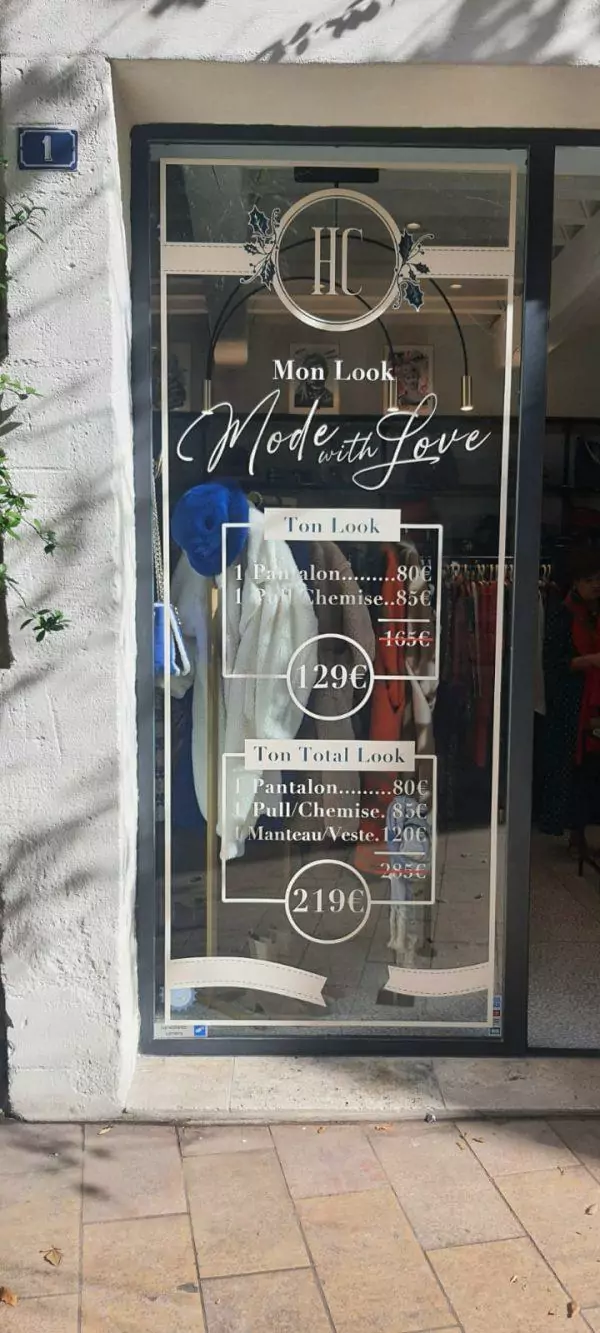 1
HC
Mon Look
Mode with Love
Ton Look
1 Pantalon.........80€
1 Pull/Chemise..85€
165€
129€
Ton Total Look
1 Pantalon.........80€
1 Pull/Chemise. 85€
1 Manteau/Veste.120€
285€
219€